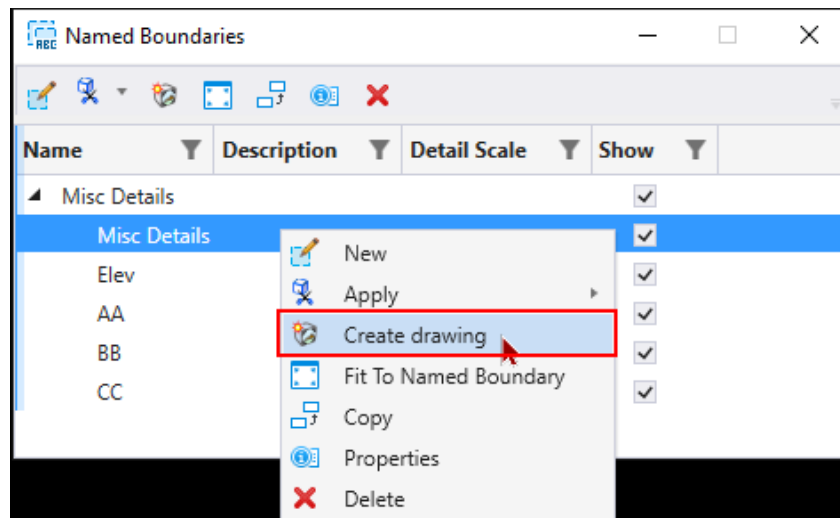 ABC Named Boundaries
Name Description Detail Scale Show
Misc Details
Misc Details
New
Elev
Apply
AA
Create drawing
BB
Fit To Named Boundary
CC
Copy
Properties
Delete